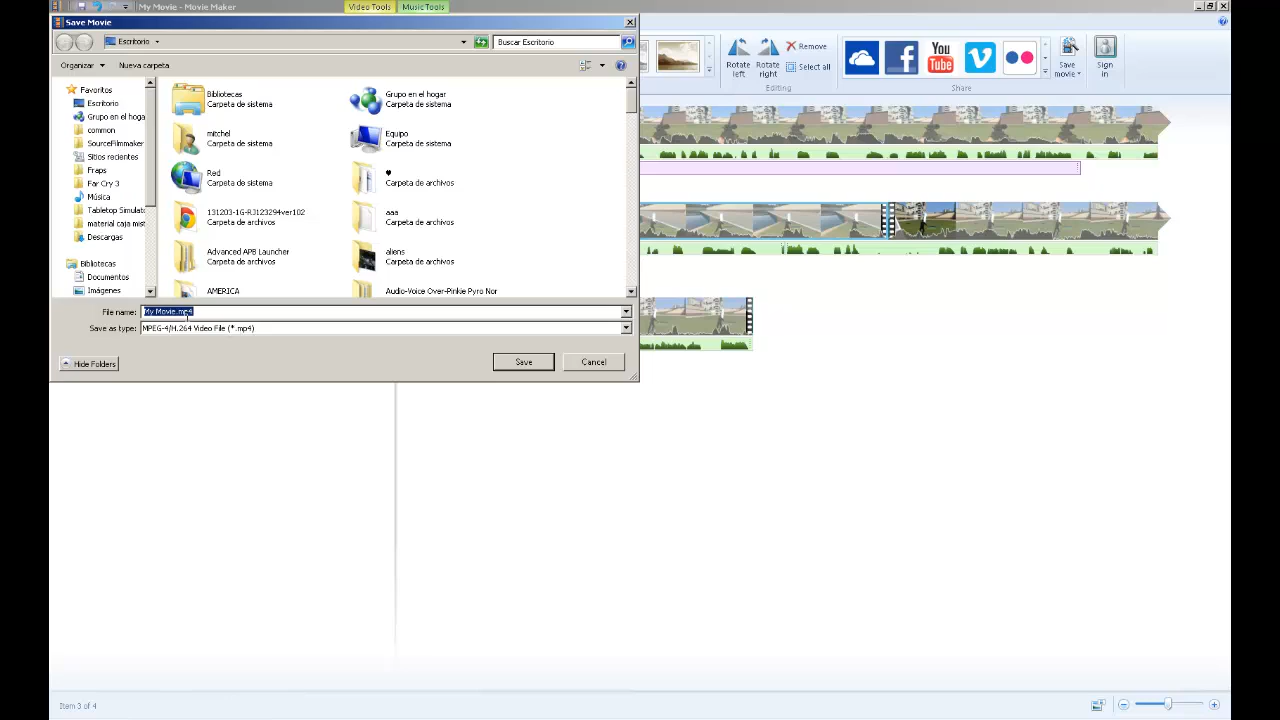 My Movie - Movie Maker
Video Tools
Music Tools
Save Movie
Escritorio
Buscar Escritorio
Organizar
Nueva carpeta
Favoritos
Escritorio
Grupo en el hoga
common
SourceFilmmaker
Sitios recientes
Fraps
Far Cry 3
Música
Tabletop Simulato
material caja mist
Descargas
Bibliotecas
Documentos
Imágenes
Bibliotecas
Carpeta de sistema
Grupo en el hogar
Carpeta de sistema
mitchel
Carpeta de sistema
Equipo
Carpeta de sistema
Red
Carpeta de sistema
♥
Carpeta de archivos
131203-1G-RJ123294ver102
Carpeta de archivos
aaa
Carpeta de archivos
Advanced APB Launcher
Carpeta de archivos
aliens
Carpeta de archivos
AMERICA
Audio-Voice Over-Pinkie Pyro Nor
File name:
My Movie.mp4
Save as type:
MPEG-4/H.264 Video File (*.mp4)
Hide Folders
Save
Cancel
Rotate left
Rotate right
Remove
Select all
Editing
You
Tube
Share
Save movie
Sign in
Item 3 of 4